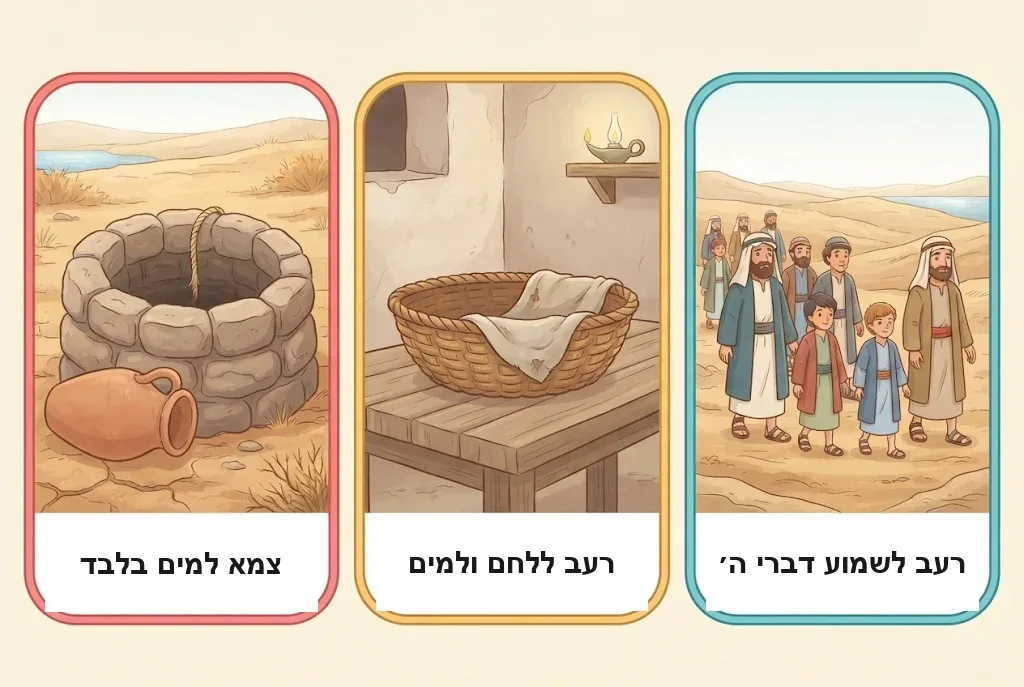 רעב לשמוע דברי ה׳
רעב ללחם ולמים
צמא למים בלבד